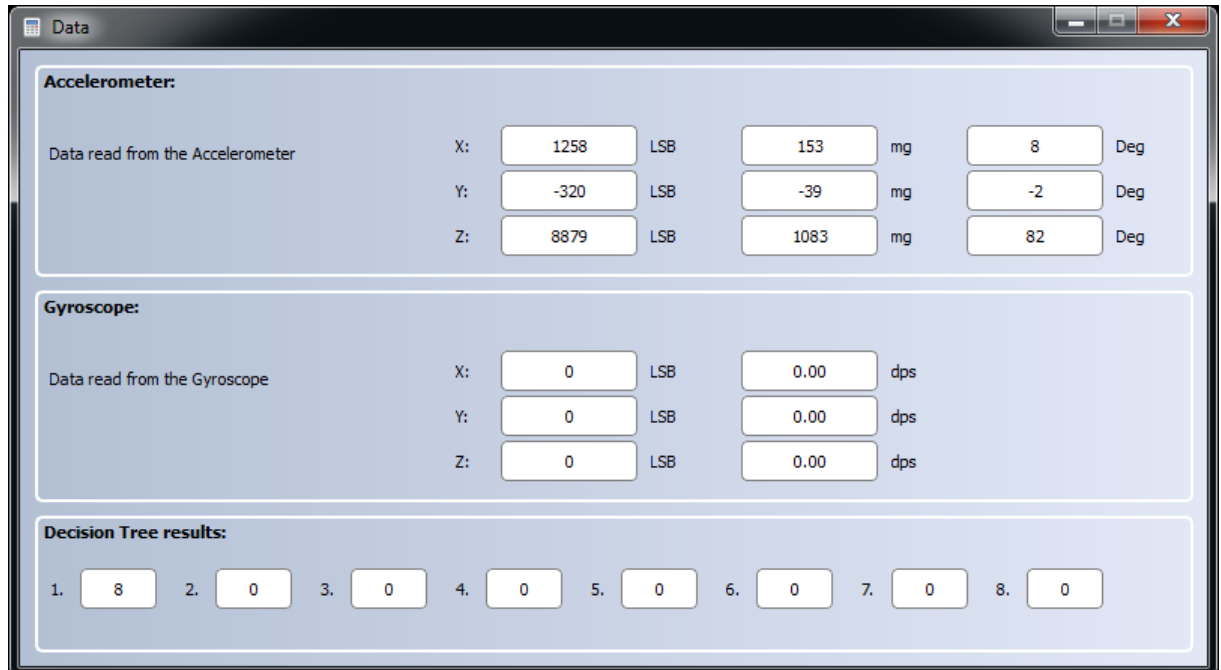 Data
Accelerometer:
Data read from the Accelerometer
X: 1258 LSB 153 mg 8 Deg
Y: -320 LSB -39 mg -2 Deg
Z: 8879 LSB 1083 mg 82 Deg
Gyroscope:
Data read from the Gyroscope
X: 0 LSB 0.00 dps
Y: 0 LSB 0.00 dps
Z: 0 LSB 0.00 dps
Decision Tree results:
1. 8 2. 0 3. 0 4. 0 5. 0 6. 0 7. 0 8. 0